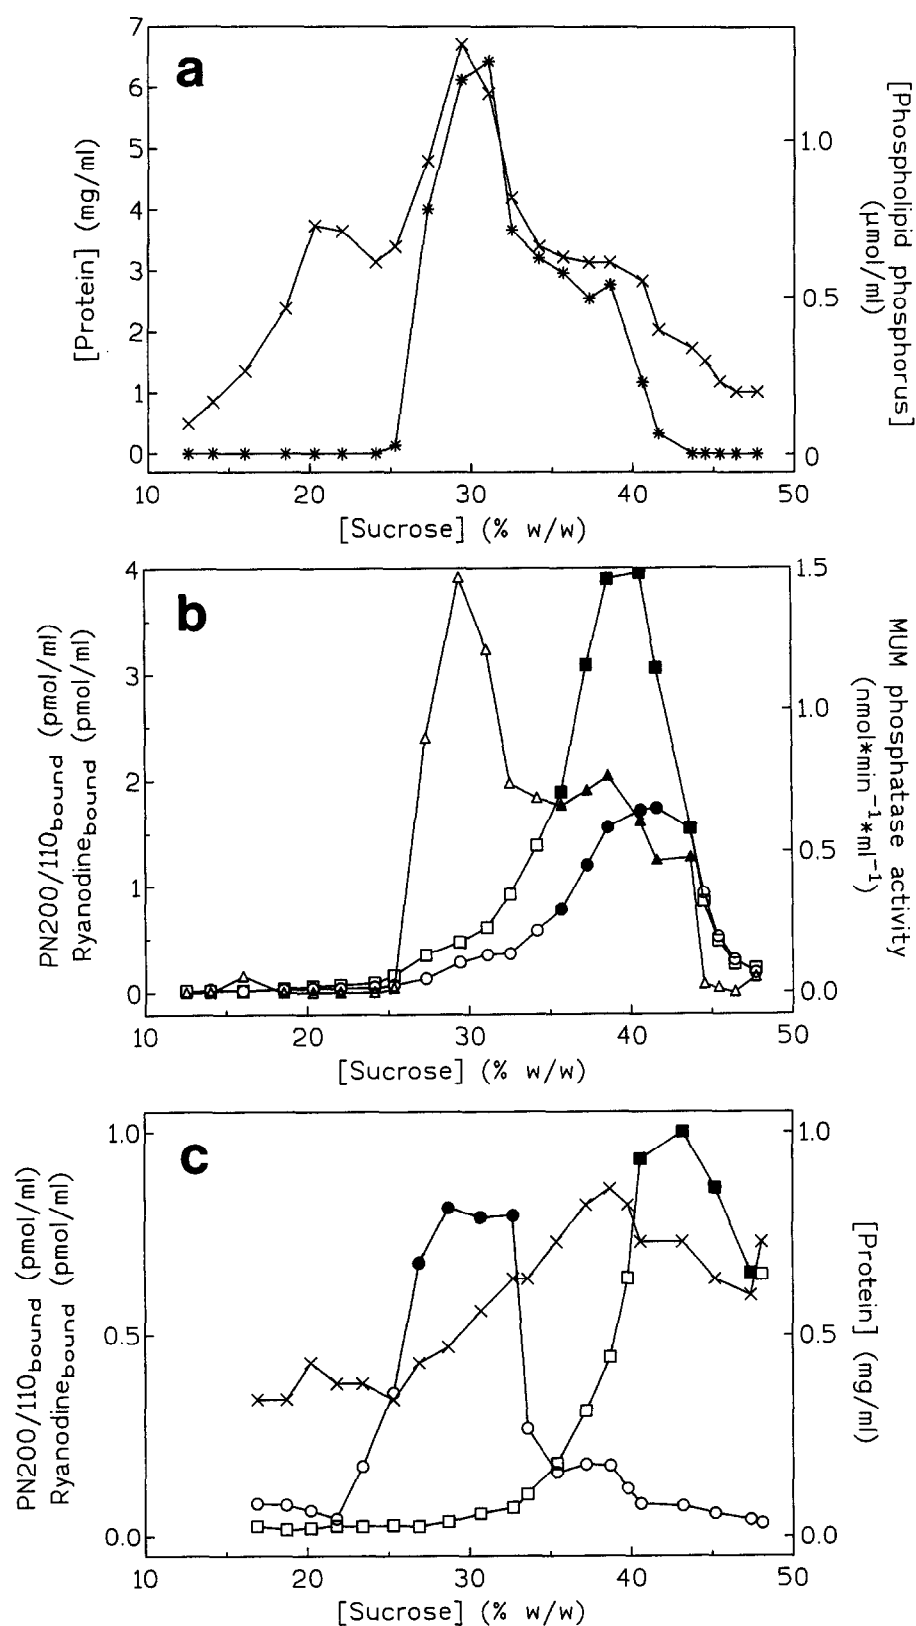 a
7
6
5
4
3
2
1
0
[Protein] (mg/ml)
1.0
0.5
0
[Phospholipid phosphorus]
(μmol/ml)
10 20 30 40 50
[Sucrose] (% w/w)
b
4
3
2
1
0
PN200/110bound (pmol/ml)
Ryanodinebound (pmol/ml)
1.5
1.0
0.5
0.0
MUM phosphatase activity
(nmol*min⁻¹*ml⁻¹)
10 20 30 40 50
[Sucrose] (% w/w)
c
1.0
0.5
0.0
PN200/110bound (pmol/ml)
Ryanodinebound (pmol/ml)
1.0
0.5
0.0
[Protein] (mg/ml)
10 20 30 40 50
[Sucrose] (% w/w)